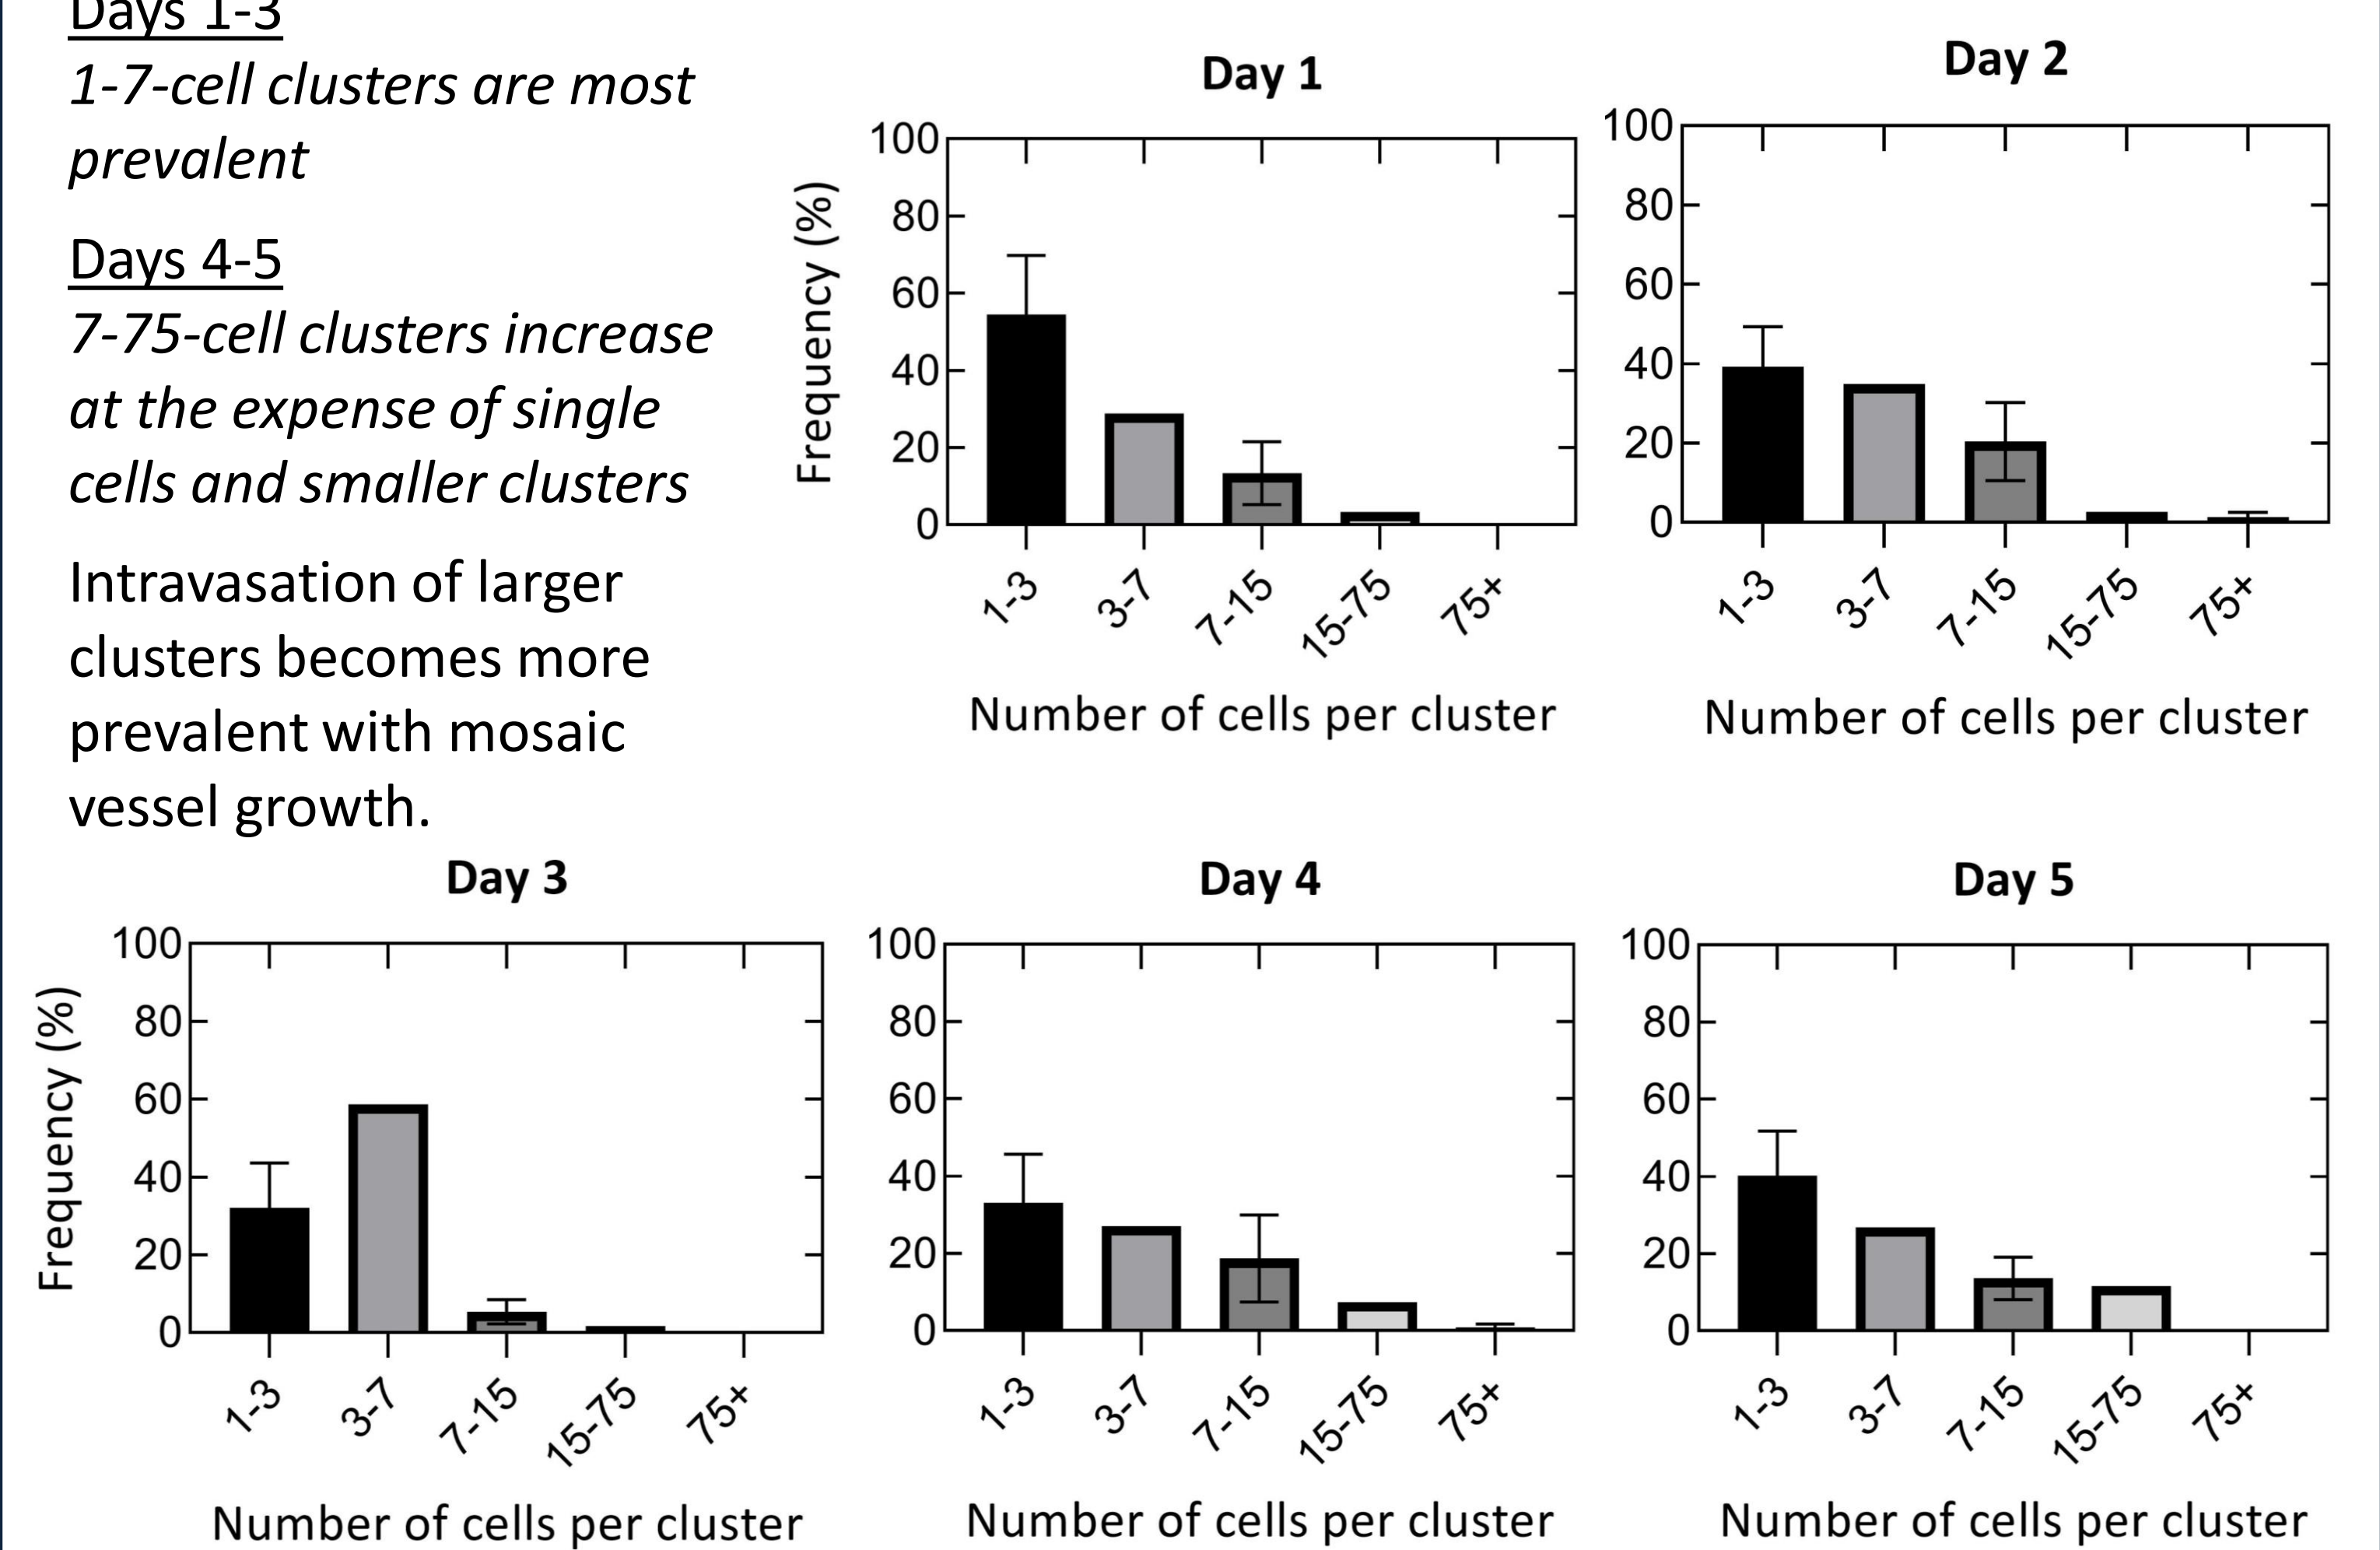 Days 1-3
1-7-cell clusters are most
prevalent
Days 4-5
7-75-cell clusters increase
at the expense of single
cells and smaller clusters
Intravasation of larger
clusters becomes more
prevalent with mosaic
vessel growth.
Day 1
Frequency (%)
100
80
60
40
20
0
1-3
3-7
7-15
15-75
75+
Number of cells per cluster
Day 2
100
80
60
40
20
0
1-3
3-7
7-15
15-75
75+
Number of cells per cluster
Day 3
Frequency (%)
100
80
60
40
20
0
1-3
3-7
7-15
15-75
75+
Number of cells per cluster
Day 4
100
80
60
40
20
0
1-3
3-7
7-15
15-75
75+
Number of cells per cluster
Day 5
100
80
60
40
20
0
1-3
3-7
7-15
15-75
75+
Number of cells per cluster